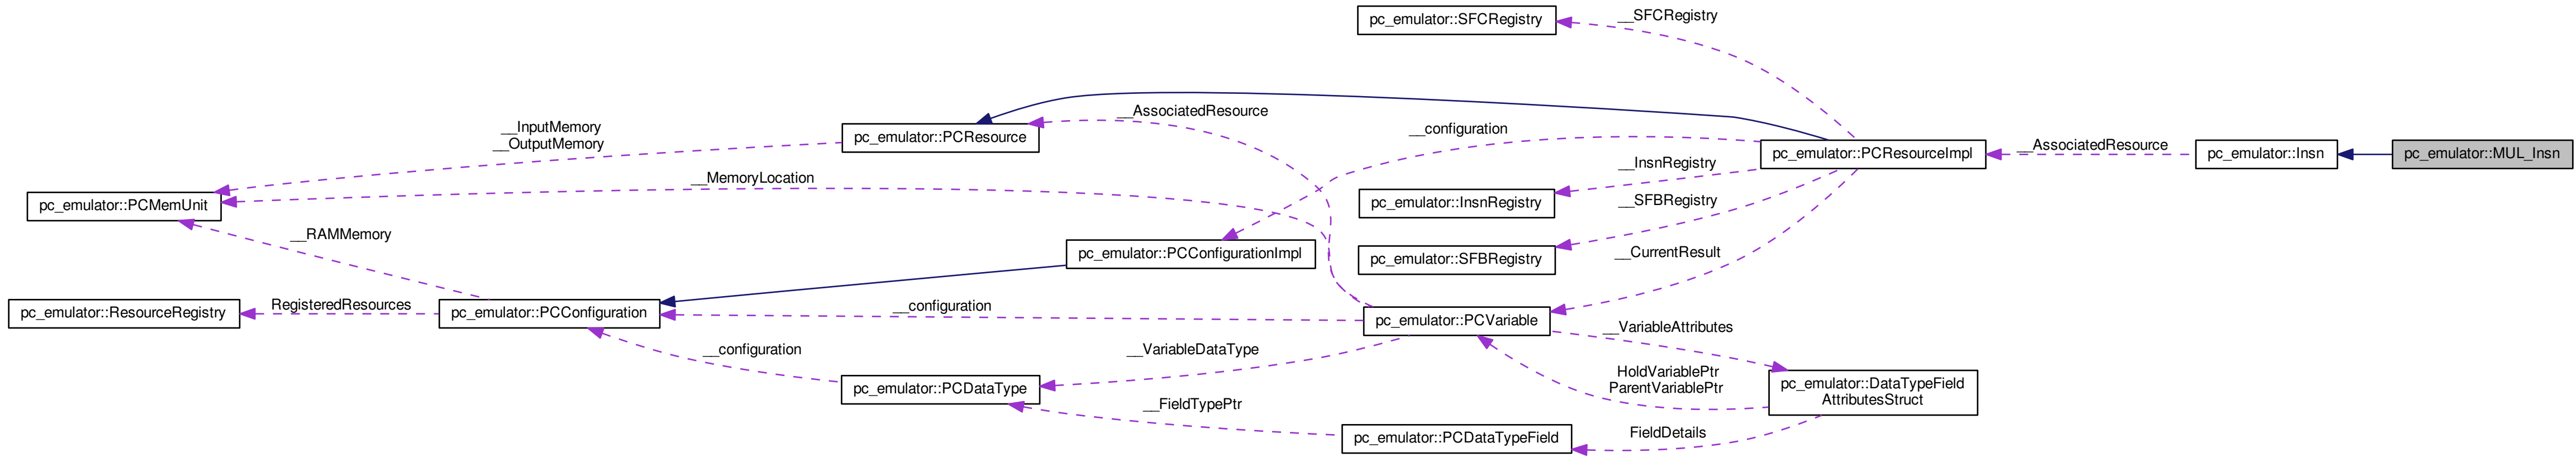 pc_emulator::SFCRegistry
__SFCRegistry
__AssociatedResource
__InputMemory
__OutputMemory
pc_emulator::PCResource
__configuration
pc_emulator::PCResourceImpl
__AssociatedResource
pc_emulator::Insn
pc_emulator::MUL_Insn
__InsnRegistry
__MemoryLocation
pc_emulator::PCMemUnit
pc_emulator::InsnRegistry
__SFBRegistry
__RAMMemory
pc_emulator::PCConfigurationImpl
pc_emulator::SFBRegistry
__CurrentResult
RegisteredResources
__configuration
pc_emulator::ResourceRegistry
pc_emulator::PCConfiguration
pc_emulator::PCVariable
__VariableAttributes
__configuration
__VariableDataType
HoldVariablePtr
ParentVariablePtr
pc_emulator::DataTypeField
AttributesStruct
pc_emulator::PCDataType
__FieldTypePtr
FieldDetails
pc_emulator::PCDataTypeField